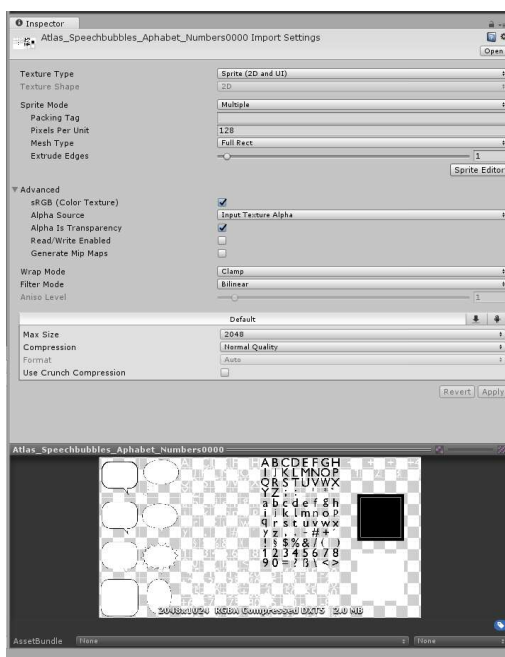 Inspector
Atlas_Speechbubbles_Aphabet_Numbers0000 Import Settings
Open
Texture Type Sprite (2D and UI)
Texture Shape 2D
Sprite Mode Multiple
Packing Tag
Pixels Per Unit 128
Mesh Type Full Rect
Extrude Edges 1
Sprite Editor
Advanced
sRGB (Color Texture)
Alpha Source Input Texture Alpha
Alpha Is Transparency
Read/Write Enabled
Generate Mip Maps
Wrap Mode Clamp
Filter Mode Bilinear
Aniso Level 1
Default
Max Size 2048
Compression Normal Quality
Format Auto
Use Crunch Compression
Revert Apply
Atlas_Speechbubbles_Aphabet_Numbers0000
ABCDEFGH
IJKLMNOP
QRSTUVWX
YZ
abcdefgh
ijklmnop
qrstuvwx
yz
! § $ % & / ( )
12345678
90=?ß\<>
2048x1024 RGBA Compressed DXT5 2.0 MB
AssetBundle None None